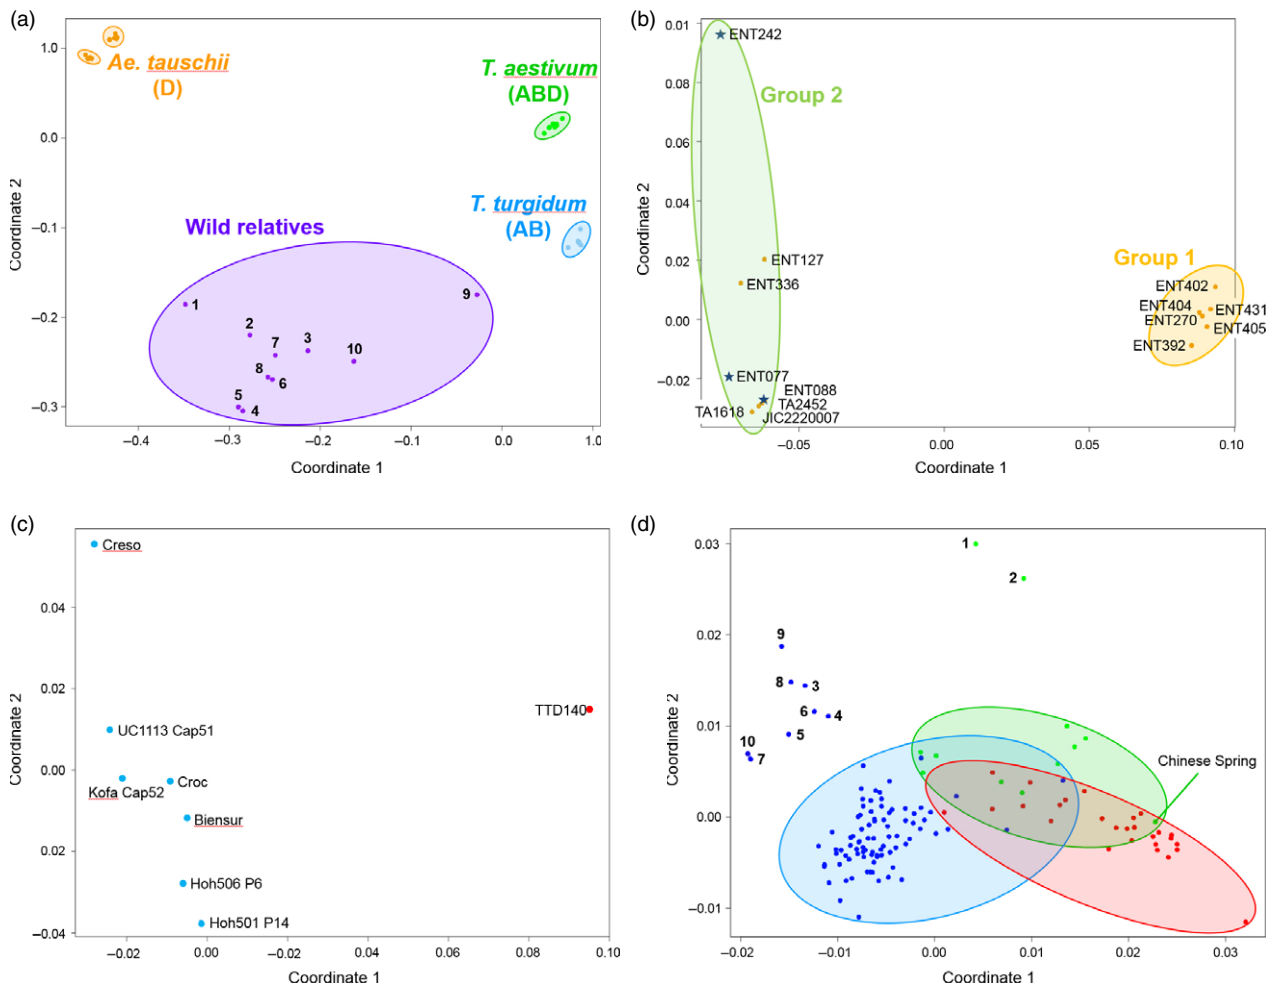 (a)
1.0
0.0
–0.1
–0.2
–0.3
Coordinate 2
Ae. tauschii
(D)
T. aestivum
(ABD)
T. turgidum
(AB)
Wild relatives
1
2
7
3
10
9
8
6
5
4
–0.4
–0.3
–0.2
–0.1
0.0
1.0
Coordinate 1
(b)
0.01
0.08
0.06
0.04
0.02
0.00
–0.02
Coordinate 2
ENT242
Group 2
ENT127
ENT336
ENT077
ENT088
TA2452
TA1618
JIC2220007
Group 1
ENT402
ENT404
ENT431
ENT270
ENT405
ENT392
–0.05
0.00
0.05
0.10
Coordinate 1
(c)
0.04
0.02
0.00
0.02
–0.04
Coordinate 2
Creso
UC1113 Cap51
Kofa Cap52
Croc
Biensur
Hoh506 P6
Hoh501 P14
TTD140
–0.02
0.00
–0.02
0.04
0.06
0.08
0.10
Coordinate 1
(d)
0.03
0.02
0.01
0.00
–0.01
Coordinate 2
1
2
9
8
3
6
4
5
10
7
Chinese Spring
–0.02
–0.01
0.00
0.01
0.02
0.03
Coordinate 1